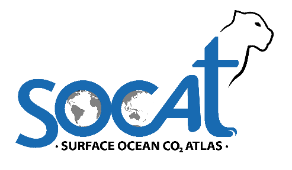 SOCAt
· SURFACE OCEAN CO₂ ATLAS ·